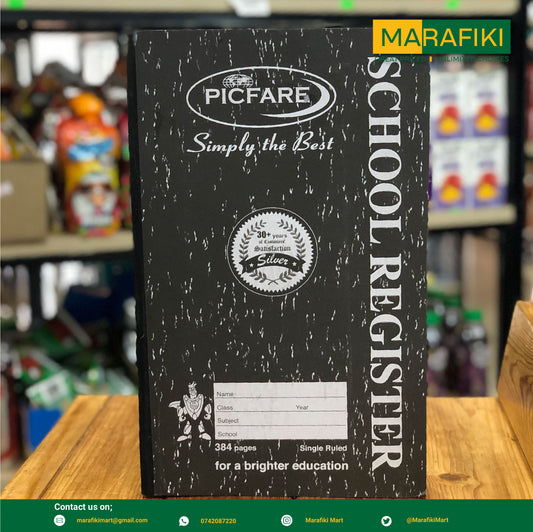 MARAFIKI
PICFARE
Simply the Best
SCHOOL REGISTER
30+ years
of Customers'
Satisfaction
Silver
Name
Class Year
Subject
School
384 pages Single Ruled
for a brighter education
Contact us on;
marafikimart@gmail.com 0742087220 Marafiki Mart @MarafikiMart